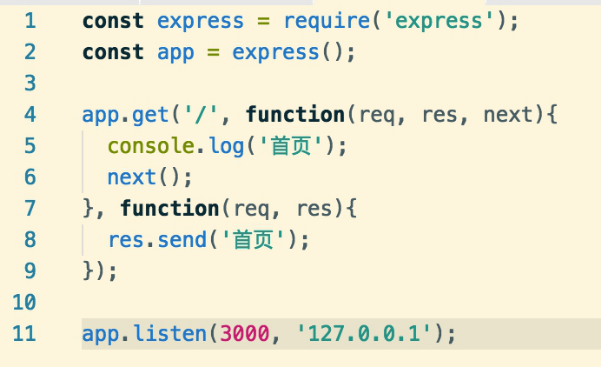 1 const express = require('express');
2 const app = express();
3
4 app.get('/', function(req, res, next){
5 console.log('首页');
6 next();
7 }, function(req, res){
8 res.send('首页');
9 });
10
11 app.listen(3000, '127.0.0.1');